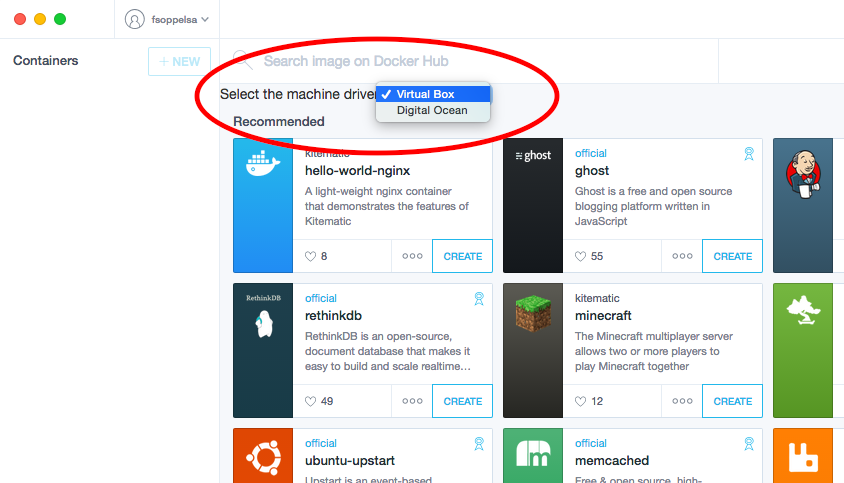 fsoppelsa
Containers
+ NEW
Search image on Docker Hub
Select the machine driver
✓ Virtual Box
Digital Ocean
Recommended
kitematic
hello-world-nginx
A light-weight nginx container
that demonstrates the features of
Kitematic
8
CREATE
ghost
official
ghost
Ghost is a free and open source
blogging platform written in
JavaScript
55
CREATE
RethinkDB
official
rethinkdb
RethinkDB is an open-source,
document database that makes it
easy to build and scale realtime...
49
CREATE
kitematic
minecraft
The Minecraft multiplayer server
allows two or more players to
play Minecraft together
12
CREATE
official
ubuntu-upstart
Upstart is an event-based
official
memcached
Free & open source, high-